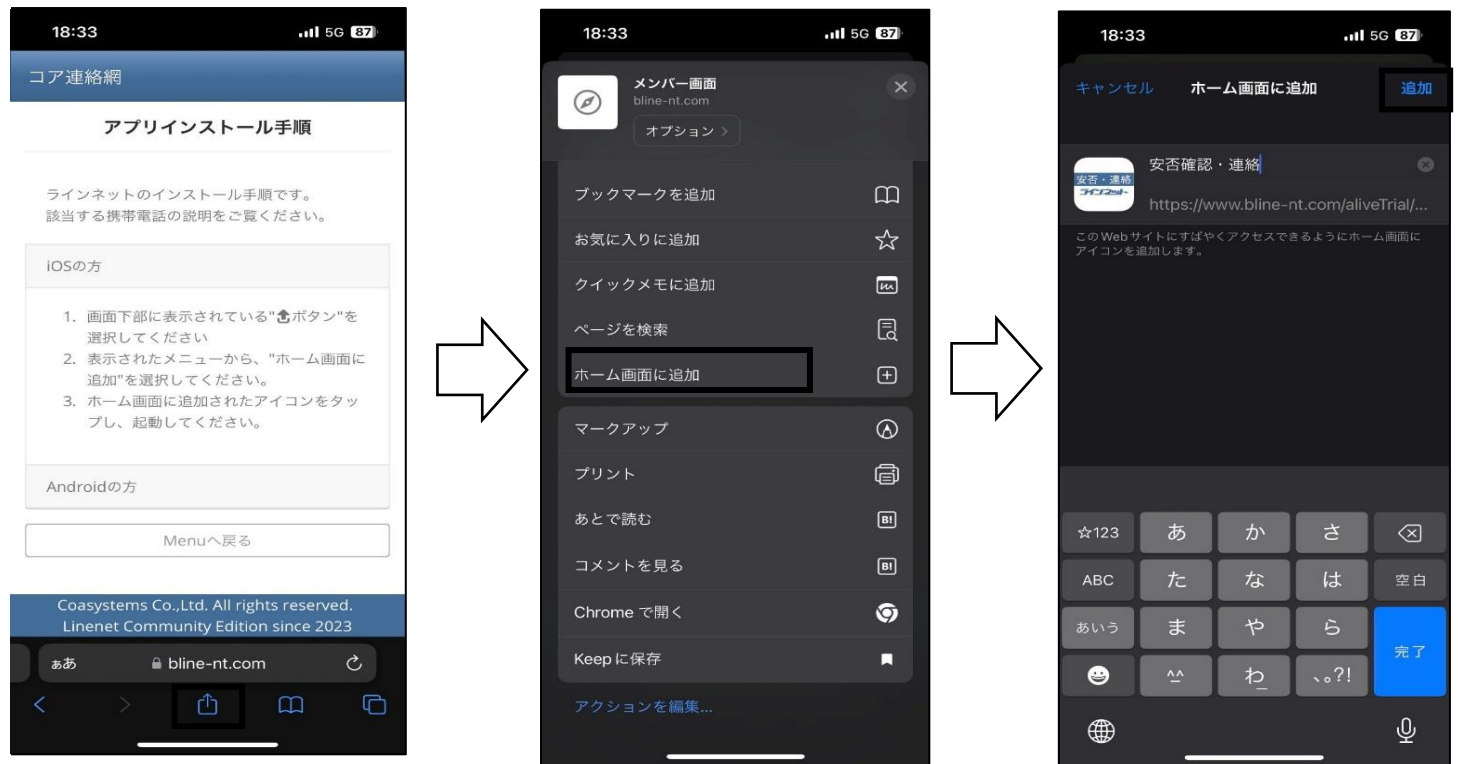 18:33
5G 87
コア連絡網
アプリインストール手順
ラインネットのインストール手順です。
該当する携帯電話の説明をご覧ください。
iOSの方
1. 画面下部に表示されている"ボタン"を
選択してください
2. 表示されたメニューから、"ホーム画面に
追加"を選択してください。
3. ホーム画面に追加されたアイコンをタッ
プし、起動してください。
Androidの方
Menuへ戻る
Coasystems Co.,Ltd. All rights reserved.
Linenet Community Edition since 2023
ぁあ
bline-nt.com
18:33
5G 87
メンバー画面
bline-nt.com
オプション >
ブックマークを追加
お気に入りに追加
クイックメモに追加
ページを検索
ホーム画面に追加
マークアップ
プリント
あとで読む
B!
コメントを見る
B!
Chrome で開く
Keep に保存
アクションを編集...
18:33
5G 87
キャンセル
ホーム画面に追加
追加
安否・連絡
ラインネット
安否確認・連絡
https://www.bline-nt.com/aliveTrial/...
この Web サイトにすばやくアクセスできるようにホーム画面に
アイコンを追加します。
☆123 あ か さ
ABC た な は 空白
あいう ま や ら
完了
^^ わ 、。?!